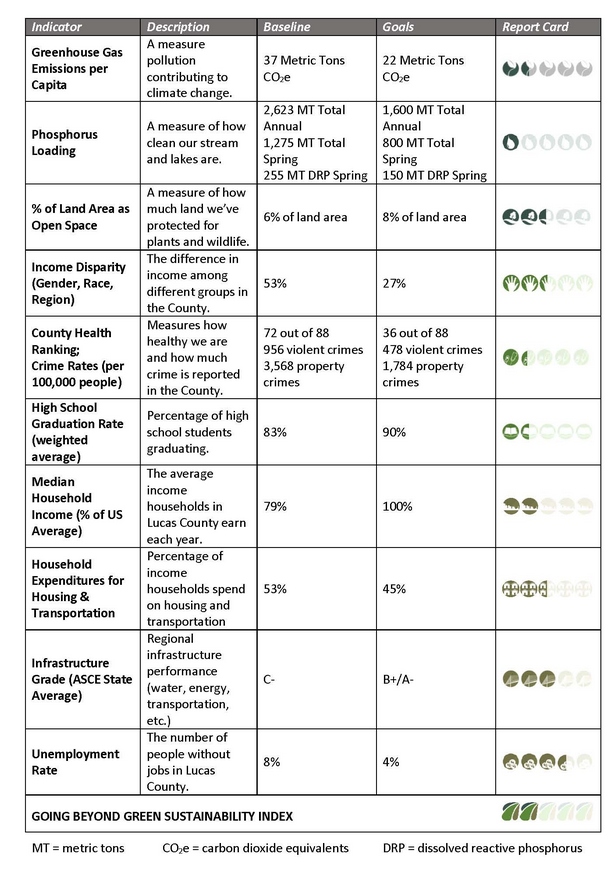 Indicator Description Baseline Goals Report Card
Greenhouse Gas
Emissions per
Capita
A measure
pollution
contributing to
climate change.
37 Metric Tons
CO₂e
22 Metric Tons
CO₂e
Phosphorus
Loading
A measure of how
clean our stream
and lakes are.
2,623 MT Total
Annual
1,275 MT Total
Spring
255 MT DRP Spring
1,600 MT Total
Annual
800 MT Total
Spring
150 MT DRP Spring
% of Land Area as
Open Space
A measure of how
much land we've
protected for
plants and wildlife.
6% of land area
8% of land area
Income Disparity
(Gender, Race,
Region)
The difference in
income among
different groups in
the County.
53%
27%
County Health
Ranking;
Crime Rates (per
100,000 people)
Measures how
healthy we are
and how much
crime is reported
in the County.
72 out of 88
956 violent crimes
3,568 property
crimes
36 out of 88
478 violent crimes
1,784 property
crimes
High School
Graduation Rate
(weighted
average)
Percentage of high
school students
graduating.
83%
90%
Median
Household
Income (% of US
Average)
The average
income
households in
Lucas County earn
each year.
79%
100%
Household
Expenditures for
Housing &
Transportation
Percentage of
income
households spend
on housing and
transportation
53%
45%
Infrastructure
Grade (ASCE State
Average)
Regional
infrastructure
performance
(water, energy,
transportation,
etc.)
C-
B+/A-
Unemployment
Rate
The number of
people without
jobs in Lucas
County.
8%
4%
GOING BEYOND GREEN SUSTAINABILITY INDEX
MT = metric tons CO₂e = carbon dioxide equivalents DRP = dissolved reactive phosphorus